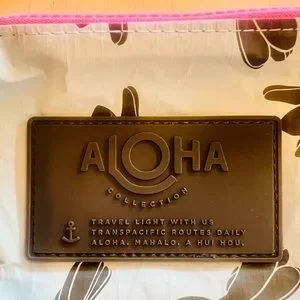 ALOHA
COLLECTION
TRAVEL LIGHT WITH US
TRANSPACIFIC ROUTES DAILY
ALOHA, MAHALO, A HUI HOU.